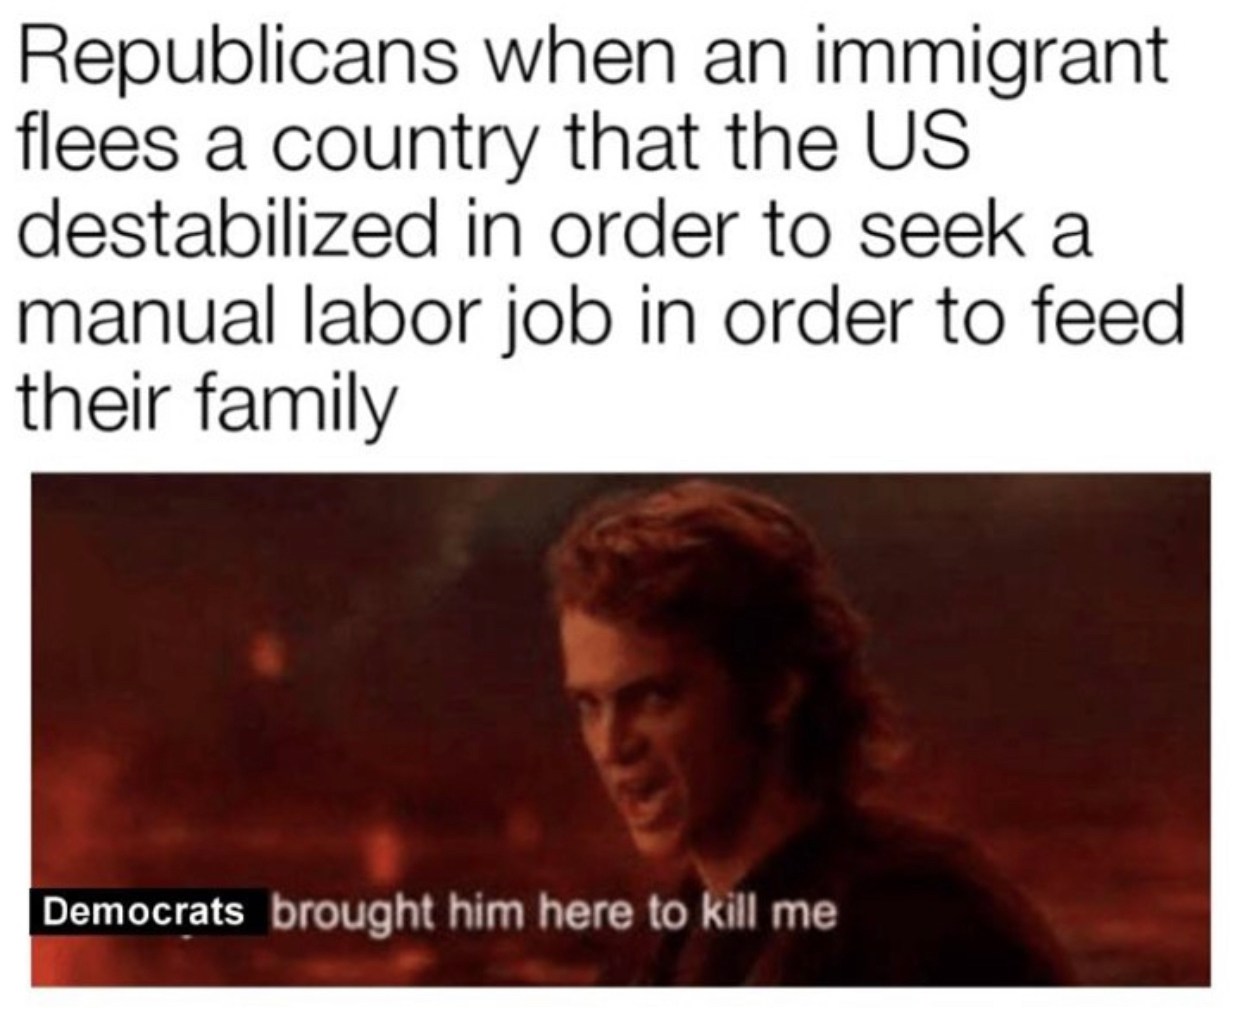 Republicans when an immigrant
flees a country that the US
destabilized in order to seek a
manual labor job in order to feed
their family
Democrats brought him here to kill me